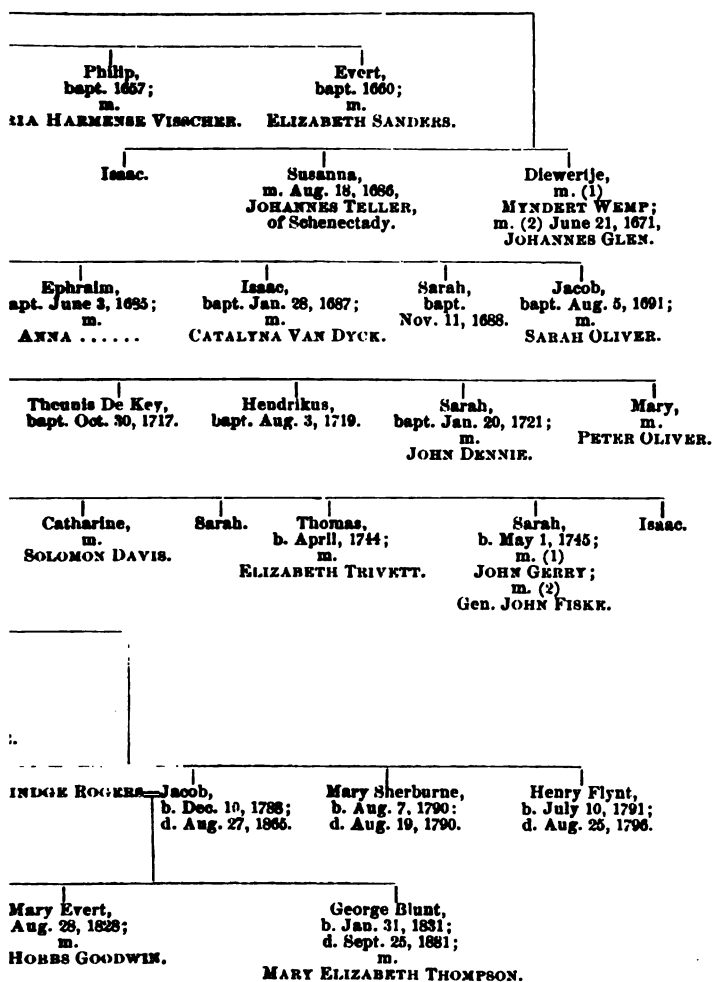 Philip,
bapt. 1657;
m.
RIA HARMENSE VISSCHER.
Evert,
bapt. 1660;
m.
ELIZABETH SANDERS.
Isaac.
Susanna,
m. Aug. 18, 1686,
JOHANNES TELLER,
of Schenectady.
Diewertje,
m. (1)
MYNDERT WEMP;
m. (2) June 21, 1671,
JOHANNES GLEN.
Ephraim,
apt. June 3, 1685;
m.
ANNA ......
Isaac,
bapt. Jan. 28, 1687;
m.
CATALYNA VAN DYCK.
Sarah,
bapt.
Nov. 11, 1688.
Jacob,
bapt. Aug. 5, 1691;
m.
SARAH OLIVER.
Theunis De Key,
bapt. Oct. 30, 1717.
Hendrikus,
bapt. Aug. 3, 1719.
Sarah,
bapt. Jan. 20, 1721;
m.
JOHN DENNIE.
Mary,
m.
PETER OLIVER.
Catharine,
m.
SOLOMON DAVIS.
Sarah.
Thomas,
b. April, 1744;
m.
ELIZABETH TRIVETT.
Sarah,
b. May 1, 1745;
m. (1)
JOHN GERRY;
m. (2)
Gen. JOHN FISKE.
Isaac.
INDGE ROGERS=Jacob,
b. Dec. 10, 1788;
d. Aug. 27, 1865.
Mary Sherburne,
b. Aug. 7, 1790:
d. Aug. 19, 1790.
Henry Flynt,
b. July 10, 1791;
d. Aug. 25, 1796.
Mary Evert,
Aug. 28, 1828;
m.
HOBBS GOODWIN.
George Blunt,
b. Jan. 31, 1831;
d. Sept. 25, 1881;
m.
MARY ELIZABETH THOMPSON.